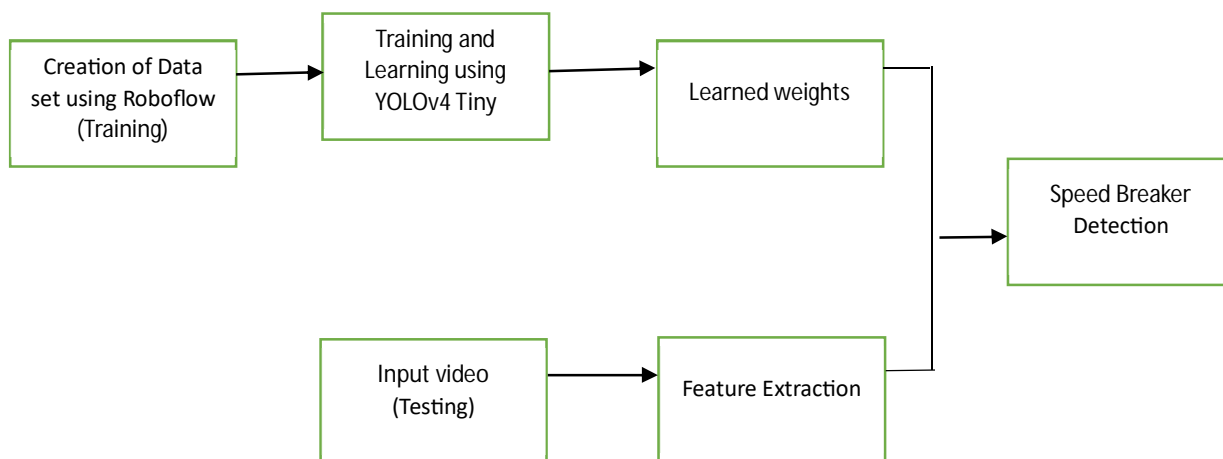 Creation of Data
set using Roboflow
(Training)
Training and
Learning using
YOLOv4 Tiny
Learned weights
Speed Breaker
Detection
Input video
(Testing)
Feature Extraction